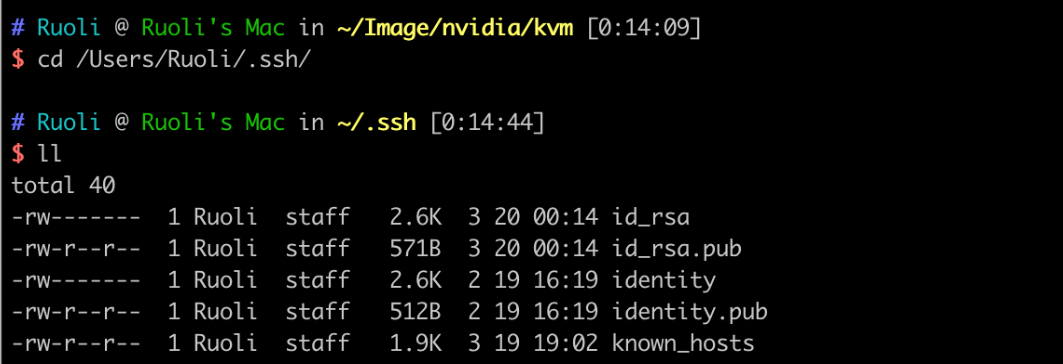 # Ruoli @ Ruoli's Mac in ~/Image/nvidia/kvm [0:14:09]
$ cd /Users/Ruoli/.ssh/
# Ruoli @ Ruoli's Mac in ~/.ssh [0:14:44]
$ ll
total 40
-rw-------  1 Ruoli  staff   2.6K  3 20 00:14 id_rsa
-rw-r--r--  1 Ruoli  staff   571B  3 20 00:14 id_rsa.pub
-rw-------  1 Ruoli  staff   2.6K  2 19 16:19 identity
-rw-r--r--  1 Ruoli  staff   512B  2 19 16:19 identity.pub
-rw-r--r--  1 Ruoli  staff   1.9K  3 19 19:02 known_hosts